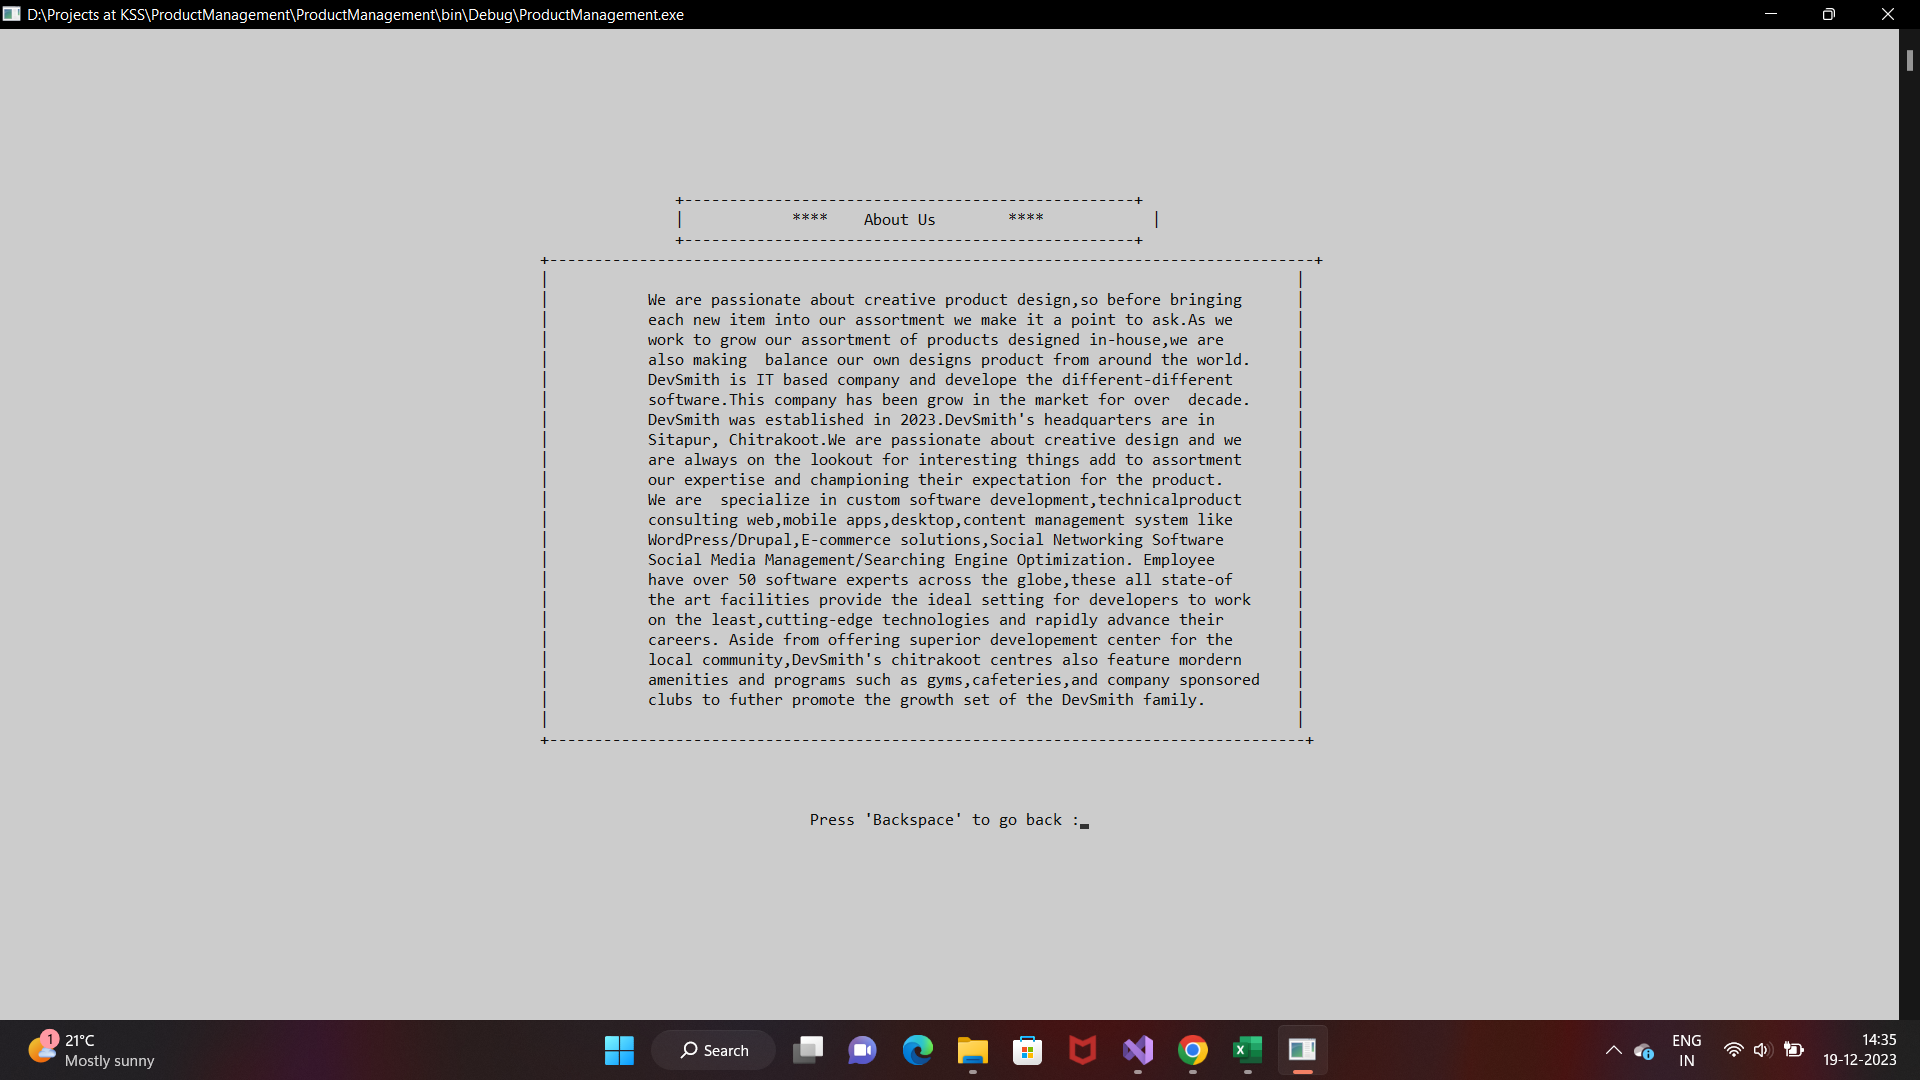 D:\Projects at KSS\ProductManagement\ProductManagement\bin\Debug\ProductManagement.exe
+--------------------------------------------------+
|            ****    About Us        ****            |
+--------------------------------------------------+
+-------------------------------------------------------------------------------------+
We are passionate about creative product design,so before bringing
each new item into our assortment we make it a point to ask.As we
work to grow our assortment of products designed in-house,we are
also making  balance our own designs product from around the world.
DevSmith is IT based company and develope the different-different
software.This company has been grow in the market for over  decade.
DevSmith was established in 2023.DevSmith's headquarters are in
Sitapur, Chitrakoot.We are passionate about creative design and we
are always on the lookout for interesting things add to assortment
our expertise and championing their expectation for the product.
We are  specialize in custom software development,technicalproduct
consulting web,mobile apps,desktop,content management system like
WordPress/Drupal,E-commerce solutions,Social Networking Software
Social Media Management/Searching Engine Optimization. Employee
have over 50 software experts across the globe,these all state-of
the art facilities provide the ideal setting for developers to work
on the least,cutting-edge technologies and rapidly advance their
careers. Aside from offering superior developement center for the
local community,DevSmith's chitrakoot centres also feature mordern
amenities and programs such as gyms,cafeteries,and company sponsored
clubs to futher promote the growth set of the DevSmith family.
+------------------------------------------------------------------------------------+
Press 'Backspace' to go back :
1
21°C
Mostly sunny
Search
ENG
IN
14:35
19-12-2023